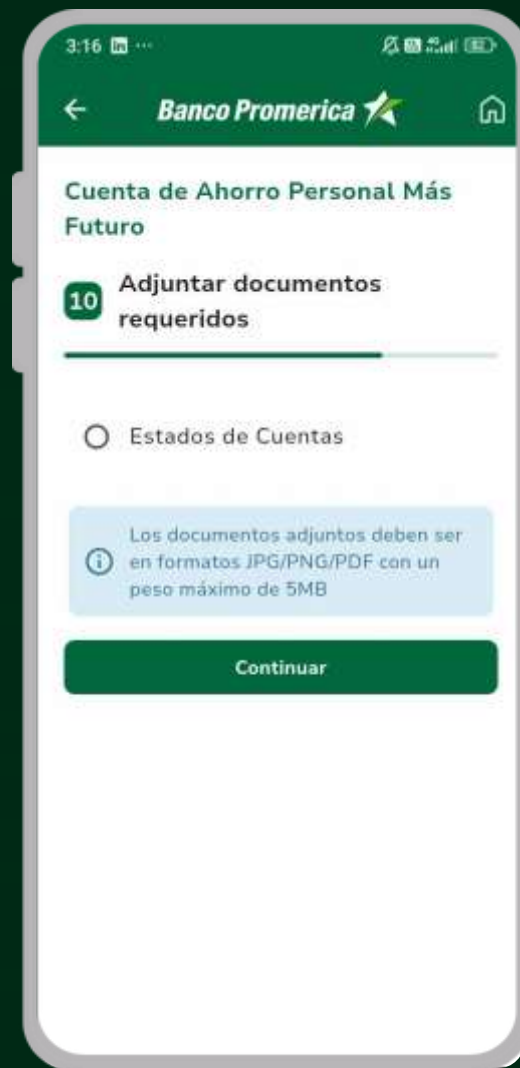 3:16
Banco Promerica
Cuenta de Ahorro Personal Más
Futuro
10
Adjuntar documentos
requeridos
Estados de Cuentas
Los documentos adjuntos deben ser
en formatos JPG/PNG/PDF con un
peso máximo de 5MB
Continuar